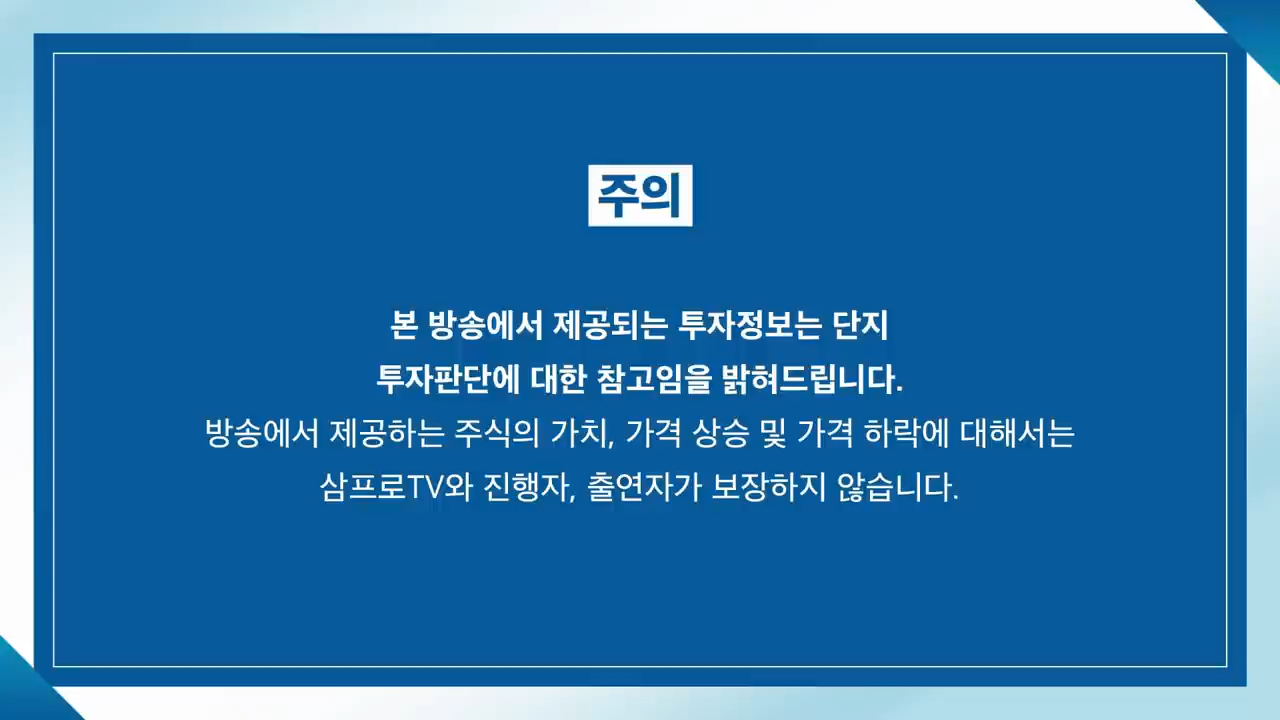 주의
본 방송에서 제공되는 투자정보는 단지
투자판단에 대한 참고임을 밝혀드립니다.
방송에서 제공하는 주식의 가치, 가격 상승 및 가격 하락에 대해서는
삼프로TV와 진행자, 출연자가 보장하지 않습니다.